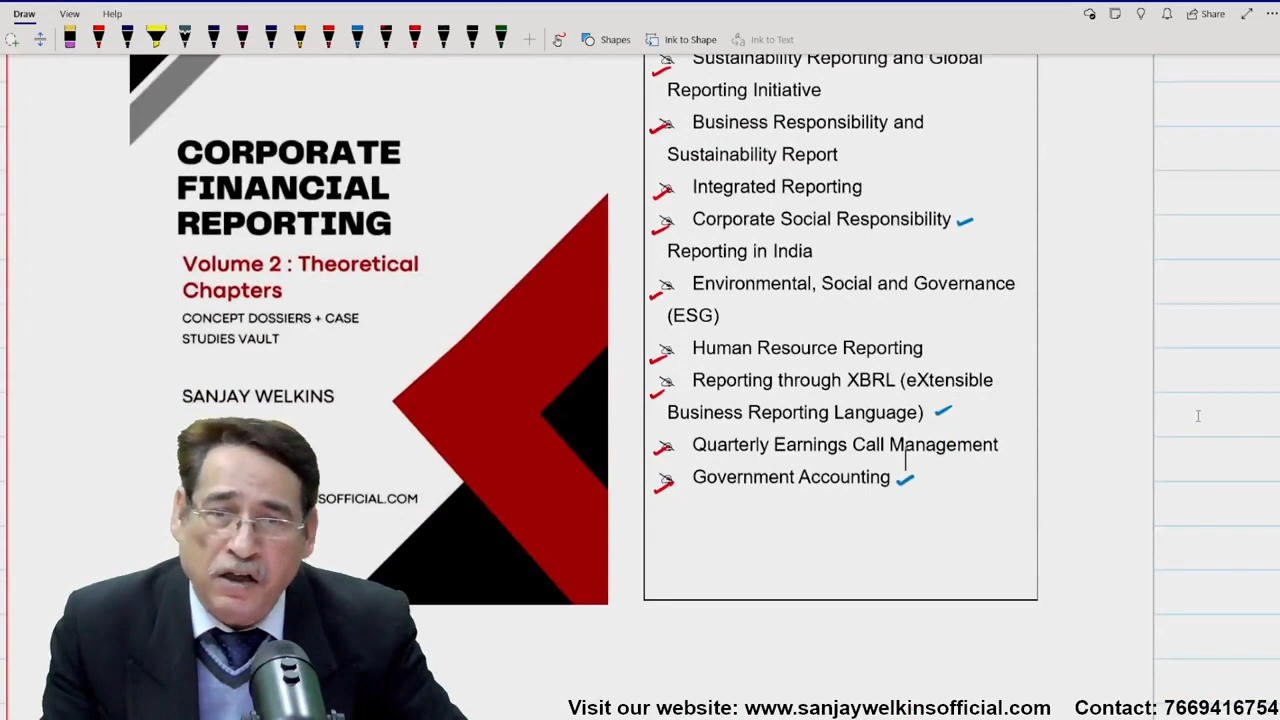 Draw View Help
Share
Shapes Ink to Shape Ink to Text
CORPORATE
FINANCIAL
REPORTING
Volume 2 : Theoretical
Chapters
CONCEPT DOSSIERS + CASE
STUDIES VAULT
SANJAY WELKINS
SOFFICIAL.COM
Sustainability Reporting and Global
Reporting Initiative
Business Responsibility and
Sustainability Report
Integrated Reporting
Corporate Social Responsibility
Reporting in India
Environmental, Social and Governance
(ESG)
Human Resource Reporting
Reporting through XBRL (eXtensible
Business Reporting Language)
Quarterly Earnings Call Management
Government Accounting
Visit our website: www.sanjaywelkinsofficial.com Contact: 7669416754